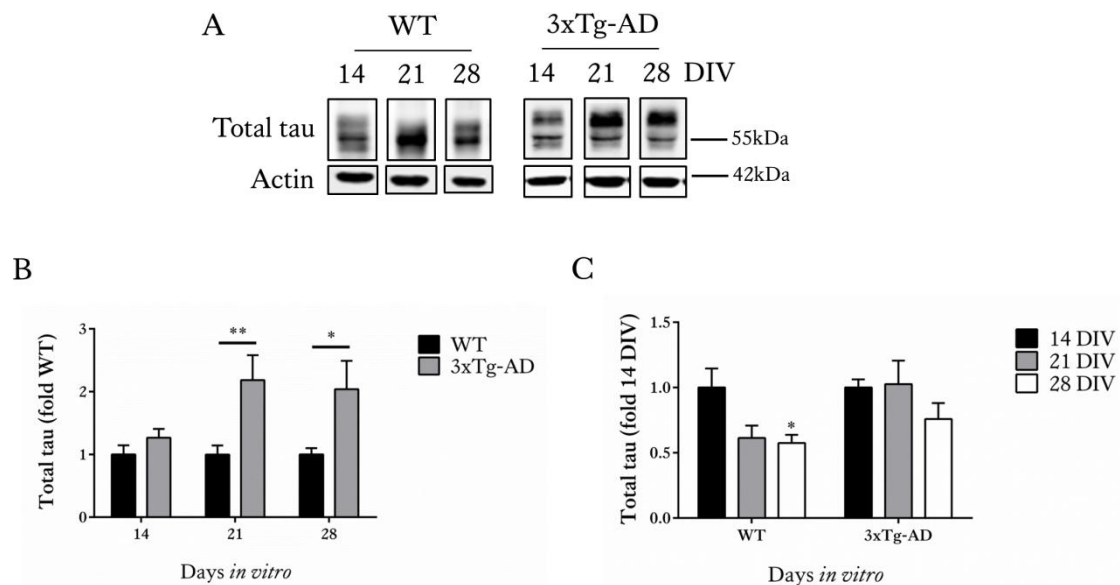 A
WT 3xTg-AD
14 21 28 14 21 28 DIV
Total tau
55kDa
Actin
42kDa
B
Total tau (fold WT)
3
2
1
0
** *
14 21 28
Days in vitro
WT
3xTg-AD
C
Total tau (fold 14 DIV)
1.5
1.0
0.5
0.0
*
WT 3xTg-AD
Days in vitro
14 DIV
21 DIV
28 DIV